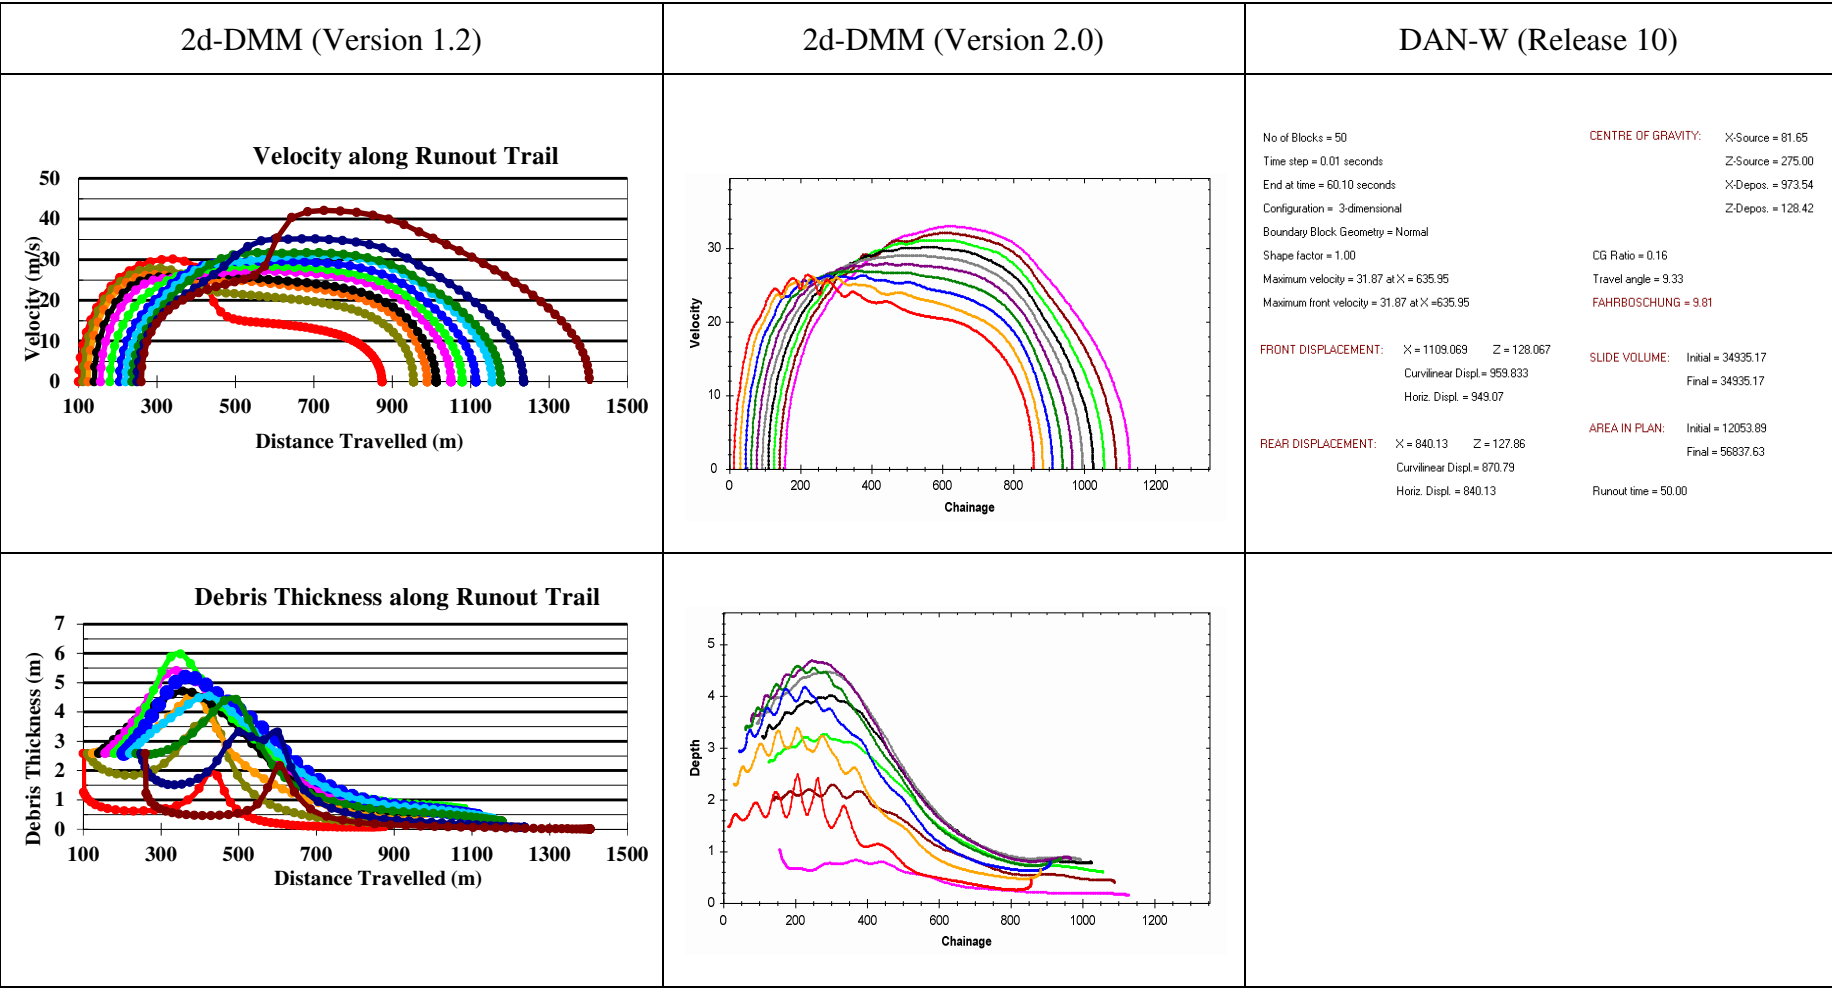 2d-DMM (Version 1.2)
2d-DMM (Version 2.0)
DAN-W (Release 10)
Velocity along Runout Trail
Velocity (m/s)
50
40
30
20
10
0
100 300 500 700 900 1100 1300 1500
Distance Travelled (m)
Velocity
30
20
10
0
0 200 400 600 800 1000 1200
Chainage
No of Blocks = 50
Time step = 0.01 seconds
End at time = 60.10 seconds
Configuration = 3-dimensional
Boundary Block Geometry = Normal
Shape factor = 1.00
Maximum velocity = 31.87 at X = 635.95
Maximum front velocity = 31.87 at X =635.95
FRONT DISPLACEMENT: X = 1109.069 Z = 128.067
Curvilinear Displ. = 959.833
Horiz. Displ. = 949.07
REAR DISPLACEMENT: X = 840.13 Z = 127.86
Curvilinear Displ.= 870.79
Horiz. Displ. = 840.13
CENTRE OF GRAVITY: X-Source = 81.65
Z-Source = 275.00
X-Depos. = 973.54
Z-Depos. = 128.42
CG Ratio = 0.16
Travel angle = 9.33
FAHRBOSCHUNG = 9.81
SLIDE VOLUME: Initial = 34935.17
Final = 34935.17
AREA IN PLAN: Initial = 12053.89
Final = 56837.63
Runout time = 50.00
Debris Thickness along Runout Trail
Debris Thickness (m)
7
6
5
4
3
2
1
0
100 300 500 700 900 1100 1300 1500
Distance Travelled (m)
Depth
5
4
3
2
1
0
0 200 400 600 800 1000 1200
Chainage